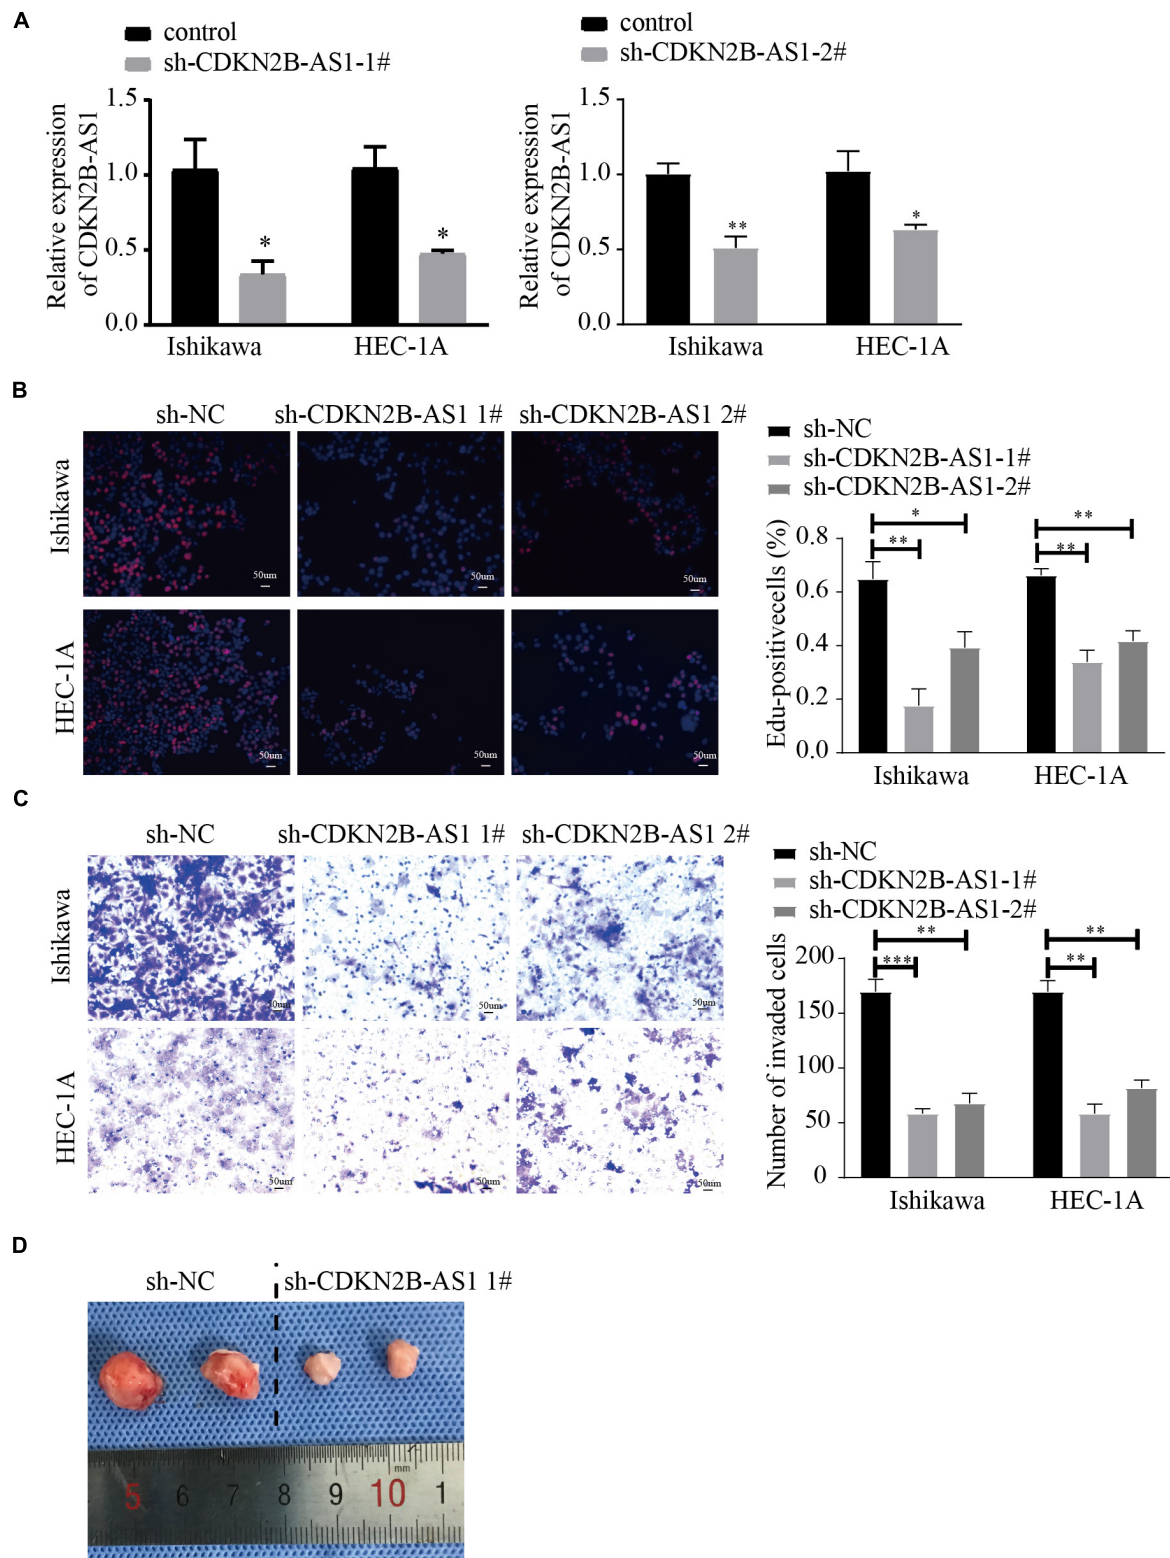 A
control
sh-CDKN2B-AS1-1#
Relative expression
of CDKN2B-AS1
1.5
1.0
0.5
0.0
*
*
Ishikawa
HEC-1A
control
sh-CDKN2B-AS1-2#
Relative expression
of CDKN2B-AS1
1.5
1.0
0.5
0.0
**
*
Ishikawa
HEC-1A
B
sh-NC
sh-CDKN2B-AS1 1#
sh-CDKN2B-AS1 2#
Ishikawa
50um
50um
50um
HEC-1A
50um
50um
50um
sh-NC
sh-CDKN2B-AS1-1#
sh-CDKN2B-AS1-2#
Edu-positivecells (%)
0.8
0.6
0.4
0.2
0.0
*
**
**
**
Ishikawa
HEC-1A
C
sh-NC
sh-CDKN2B-AS1 1#
sh-CDKN2B-AS1 2#
Ishikawa
50um
50um
50um
HEC-1A
50um
50um
50um
sh-NC
sh-CDKN2B-AS1-1#
sh-CDKN2B-AS1-2#
Number of invaded cells
200
150
100
50
0
**
***
**
**
Ishikawa
HEC-1A
D
sh-NC
sh-CDKN2B-AS1 1#
mm
5 6 7 8 9 10 1